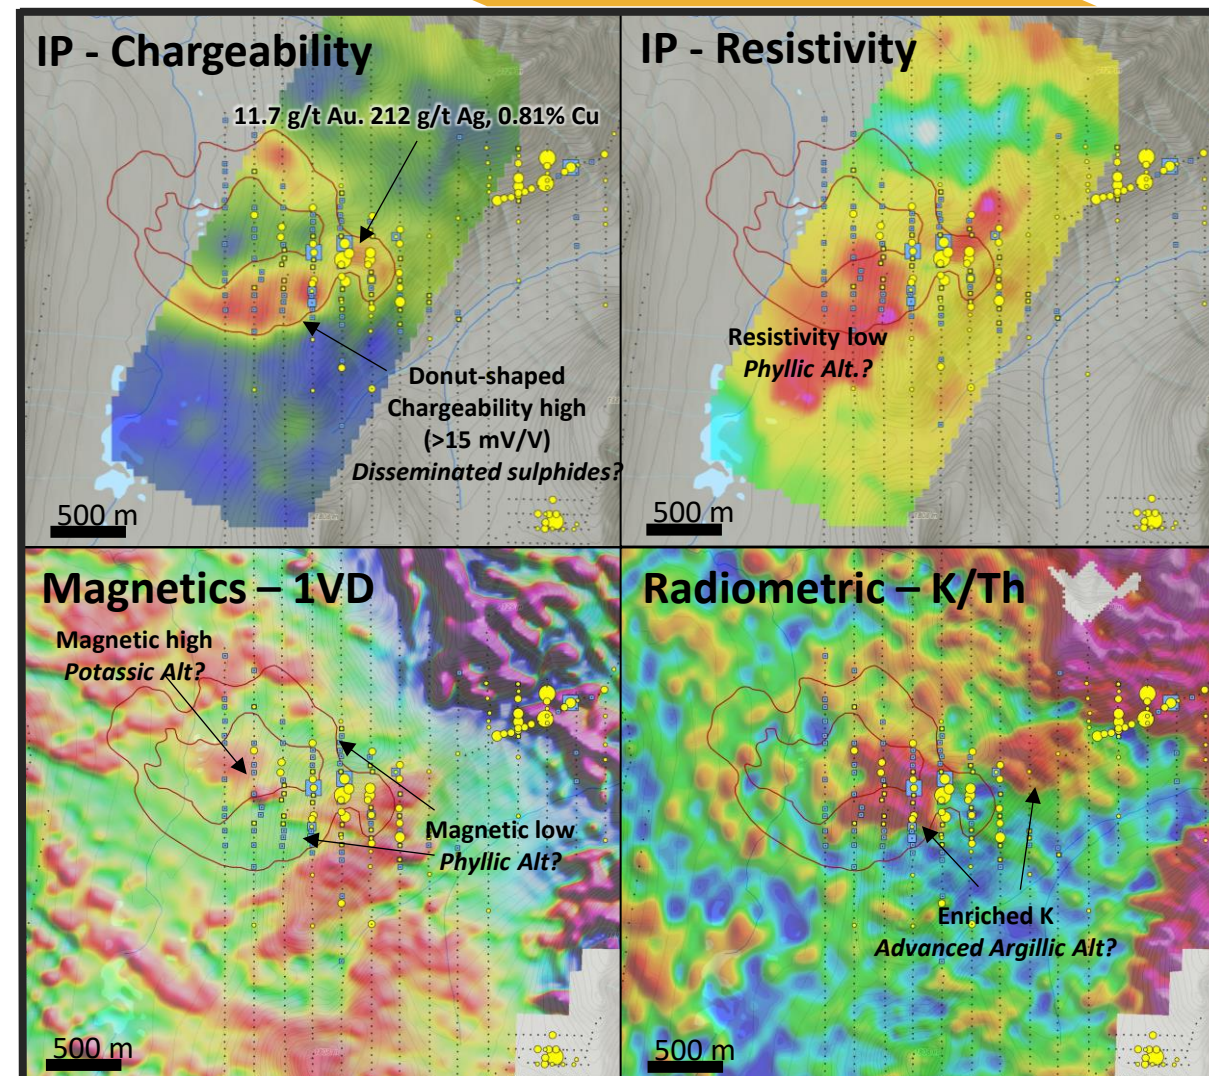 IP - Chargeability
11.7 g/t Au. 212 g/t Ag, 0.81% Cu
Donut-shaped
Chargeability high
(>15 mV/V)
Disseminated sulphides?
500 m
IP - Resistivity
Resistivity low
Phyllic Alt.?
500 m
Magnetics – 1VD
Magnetic high
Potassic Alt?
Magnetic low
Phyllic Alt?
500 m
Radiometric – K/Th
Enriched K
Advanced Argillic Alt?
500 m